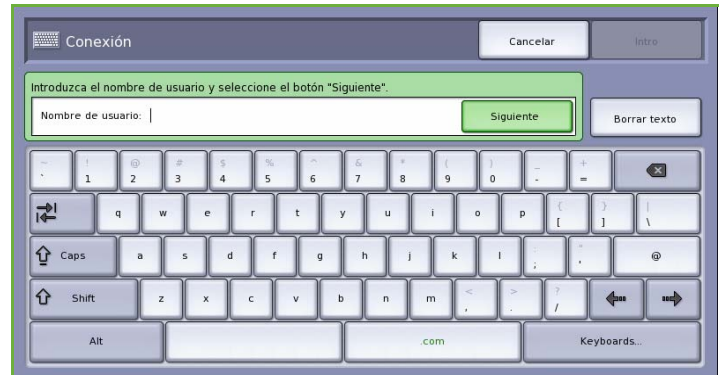 Conexión
Cancelar
Intro
Introduzca el nombre de usuario y seleccione el botón "Siguiente".
Nombre de usuario:
Siguiente
Borrar texto
~ ! @ # $ % ^ & * ( ) _ +
` 1 2 3 4 5 6 7 8 9 0 - =
q w e r t y u i o p { [ } ] | \
Caps a s d f g h j k l : ; " ' @
Shift z x c v b n m < , > . ? /
Alt .com Keyboards...